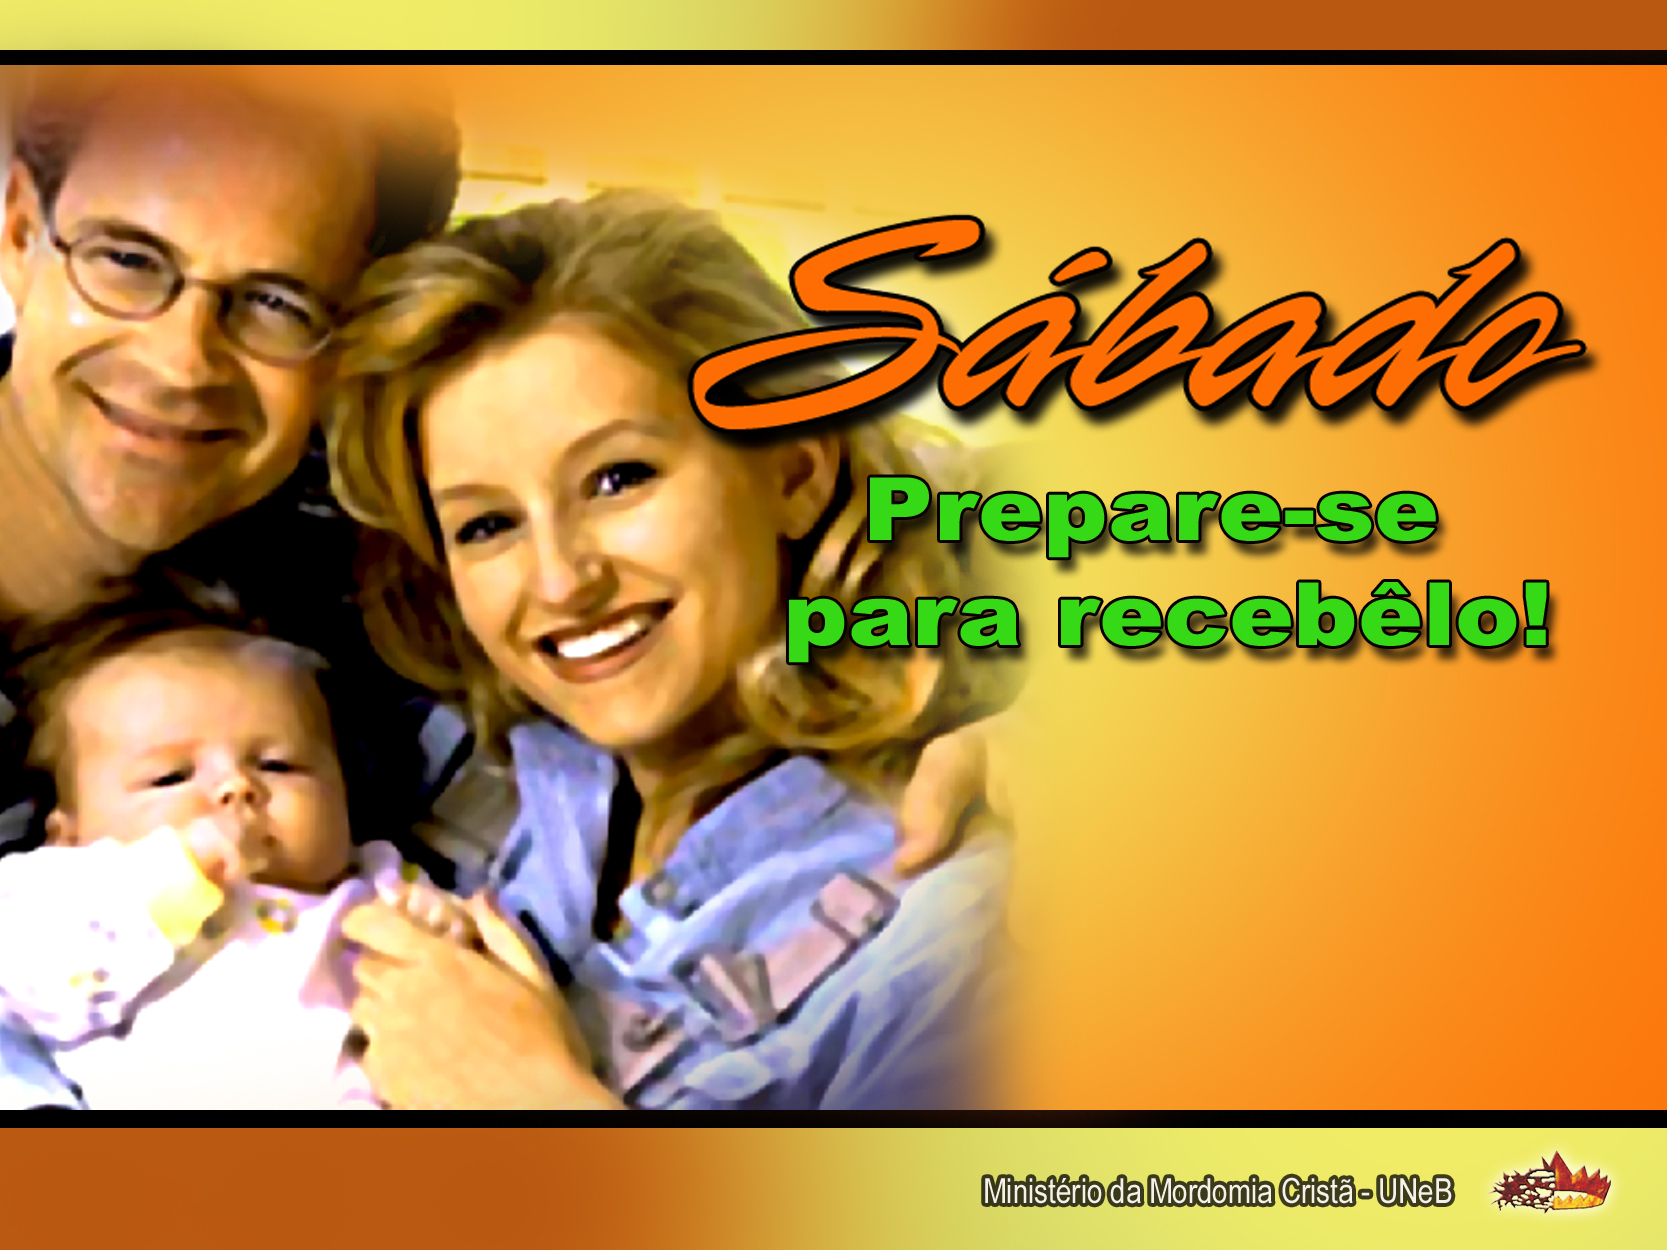 Sábado
Prepare-se
para recebêlo!
Ministério da Mordomia Cristã - UNeB